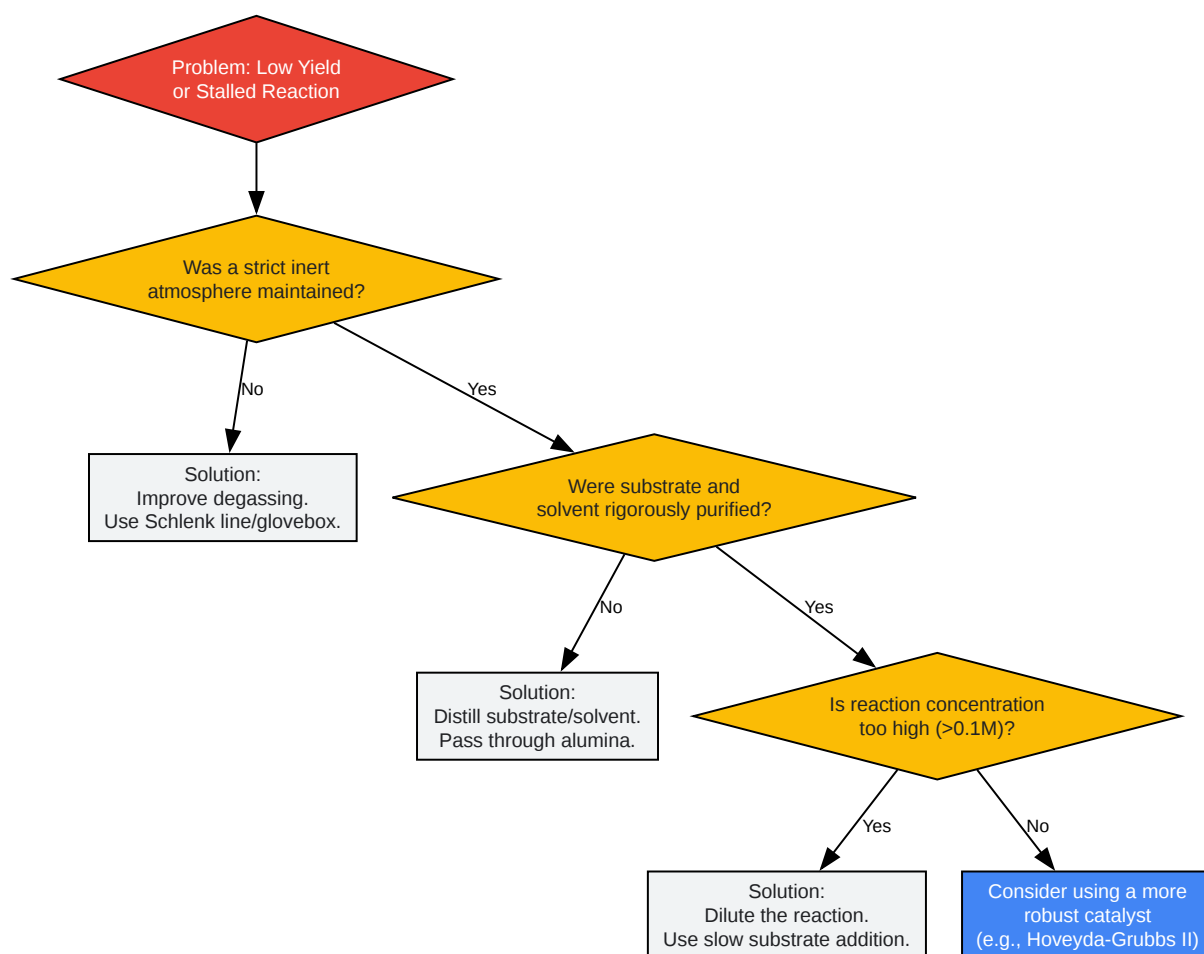 Problem: Low Yield
or Stalled Reaction
Was a strict inert
atmosphere maintained?
No
Yes
Solution:
Improve degassing.
Use Schlenk line/glovebox.
Were substrate and
solvent rigorously purified?
No
Yes
Solution:
Distill substrate/solvent.
Pass through alumina.
Is reaction concentration
too high (>0.1M)?
Yes
No
Solution:
Dilute the reaction.
Use slow substrate addition.
Consider using a more
robust catalyst
(e.g., Hoveyda-Grubbs II)